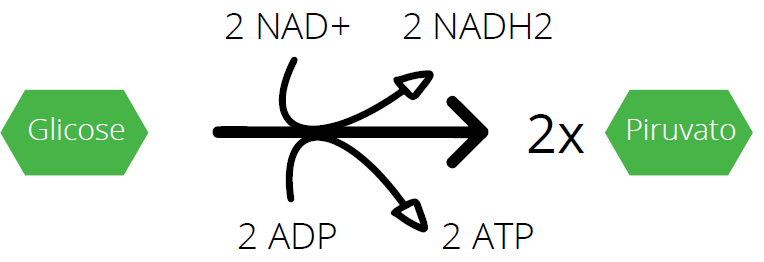 2 NAD+ 2 NADH2
Glicose
2x
Piruvato
2 ADP 2 ATP